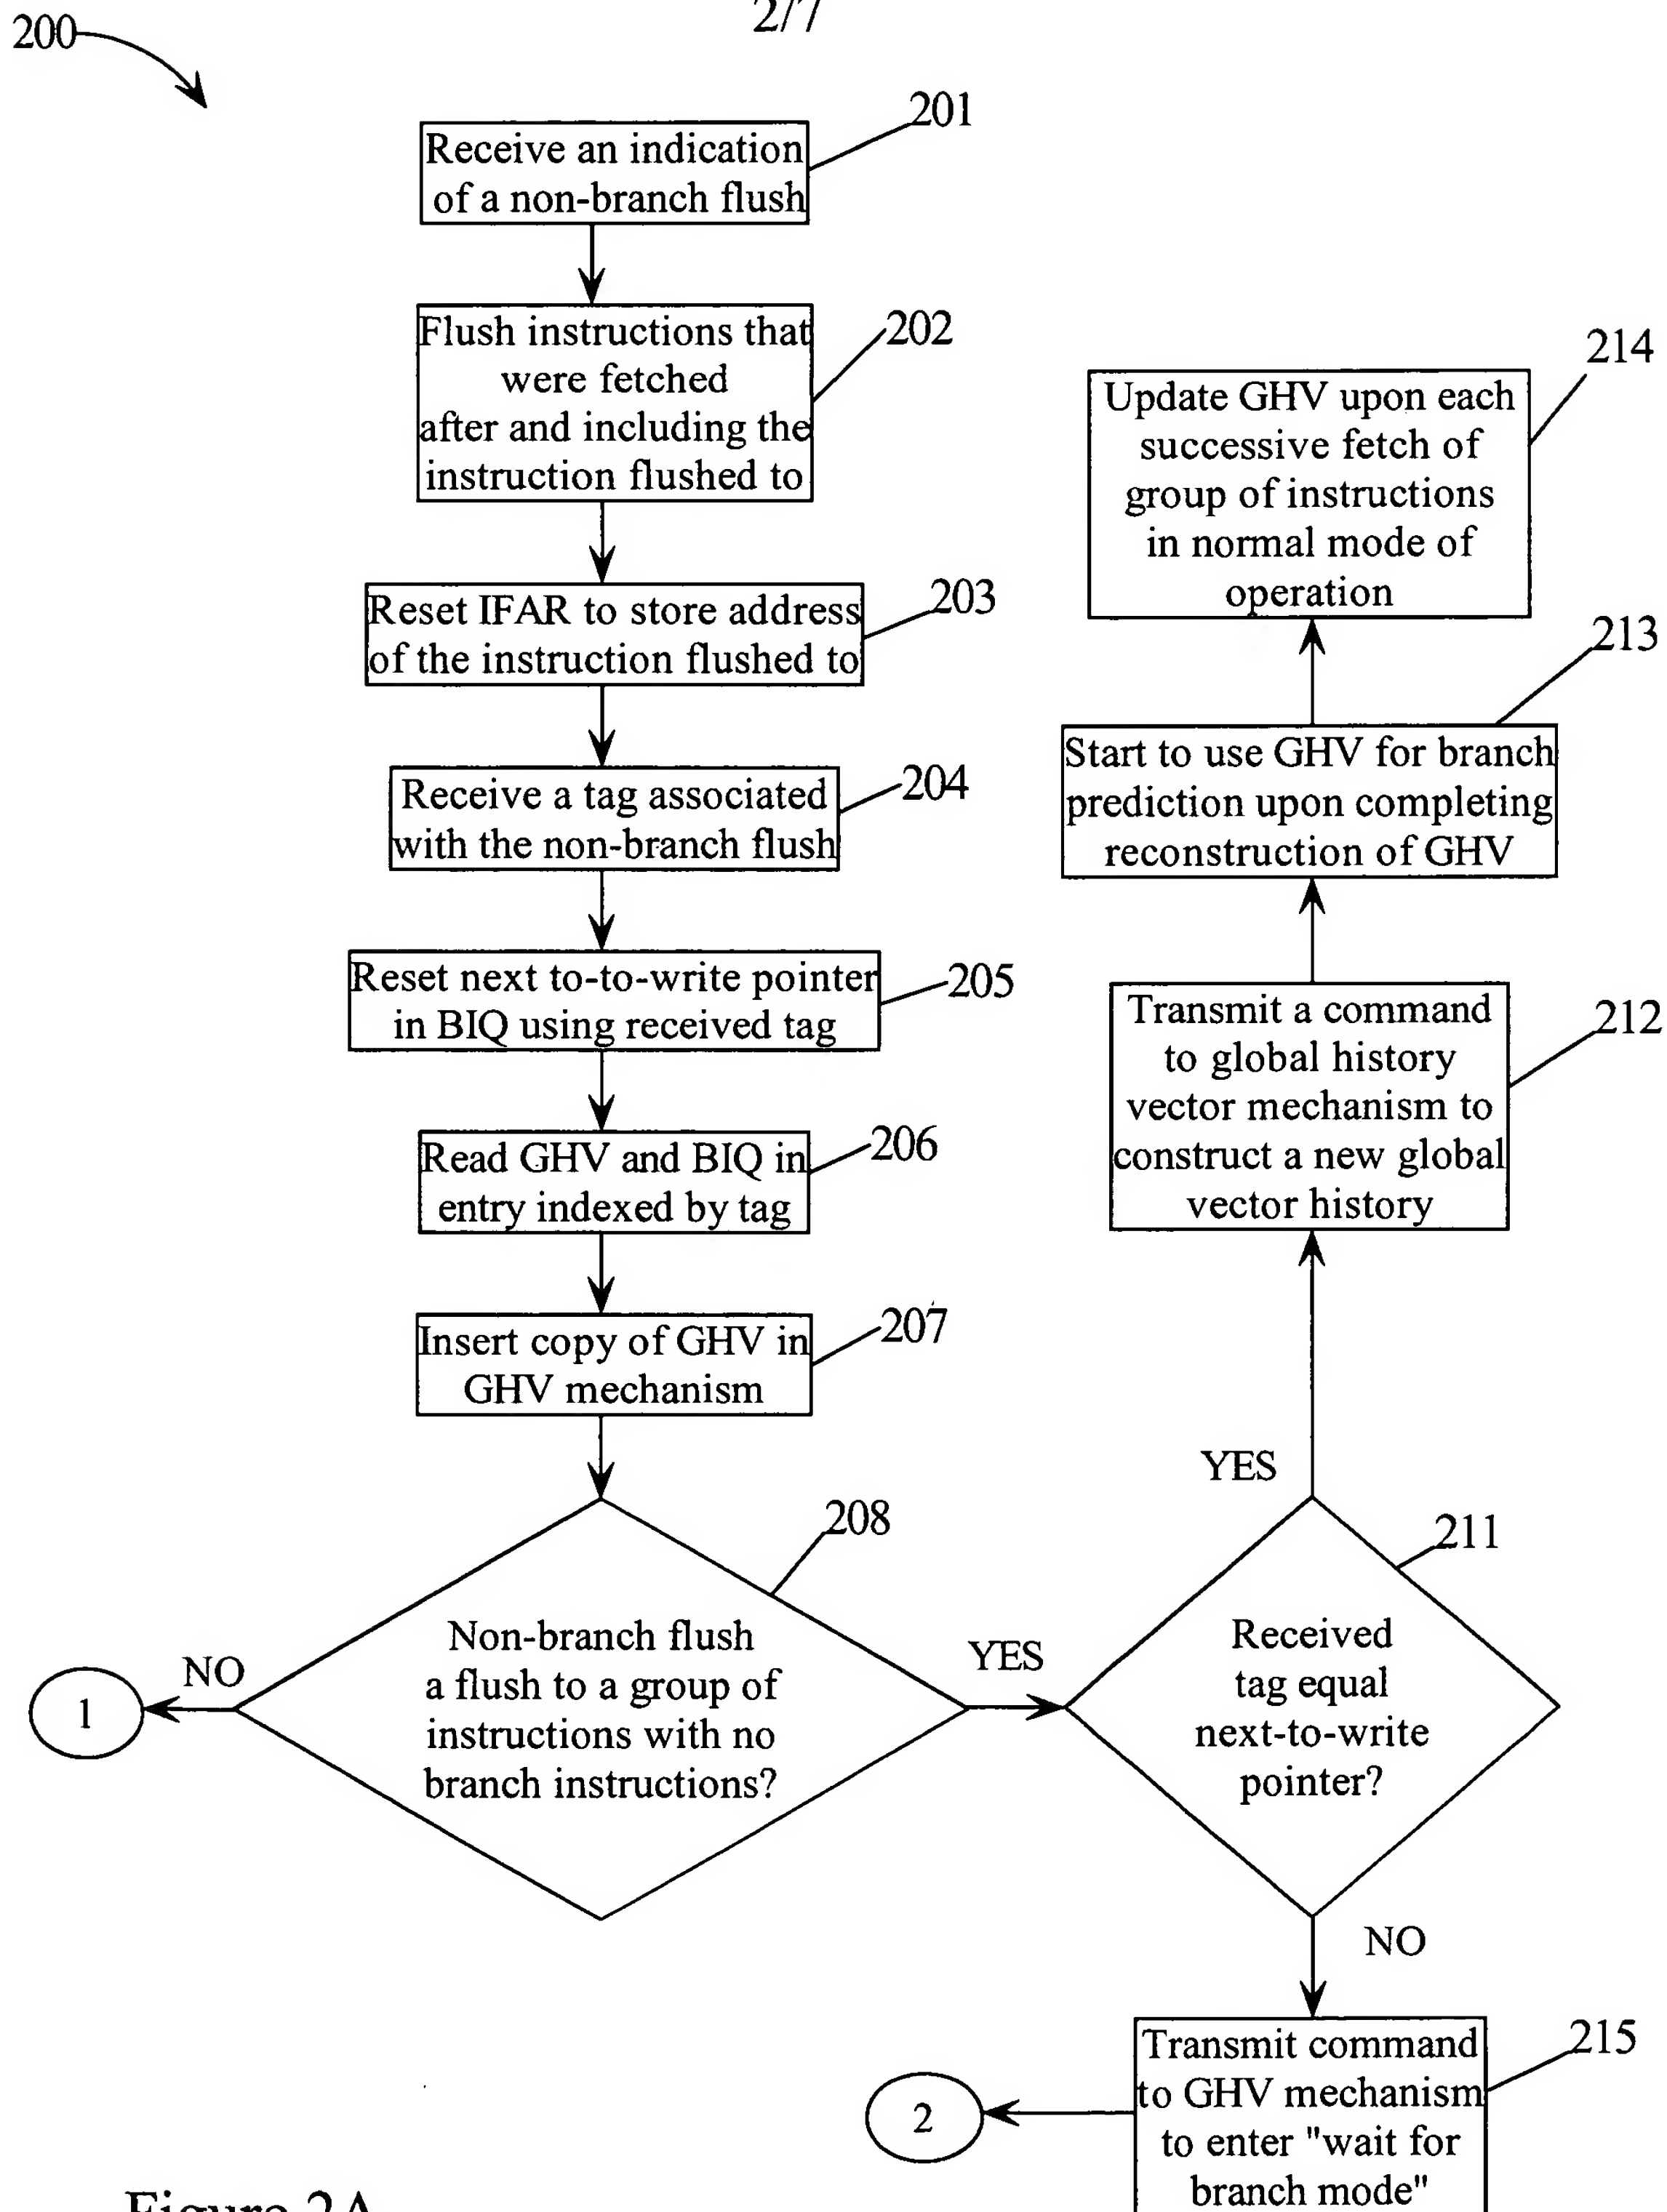 2/7
200
201
Receive an indication
of a non-branch flush
202
Flush instructions that
were fetched
after and including the
instruction flushed to
203
Reset IFAR to store address
of the instruction flushed to
204
Receive a tag associated
with the non-branch flush
205
Reset next to-to-write pointer
in BIQ using received tag
206
Read GHV and BIQ in
entry indexed by tag
207
Insert copy of GHV in
GHV mechanism
208
Non-branch flush
a flush to a group of
instructions with no
branch instructions?
NO
1
YES
211
Received
tag equal
next-to-write
pointer?
YES
212
Transmit a command
to global history
vector mechanism to
construct a new global
vector history
213
Start to use GHV for branch
prediction upon completing
reconstruction of GHV
214
Update GHV upon each
successive fetch of
group of instructions
in normal mode of
operation
NO
215
Transmit command
to GHV mechanism
to enter "wait for
branch mode"
2
Figure 2A